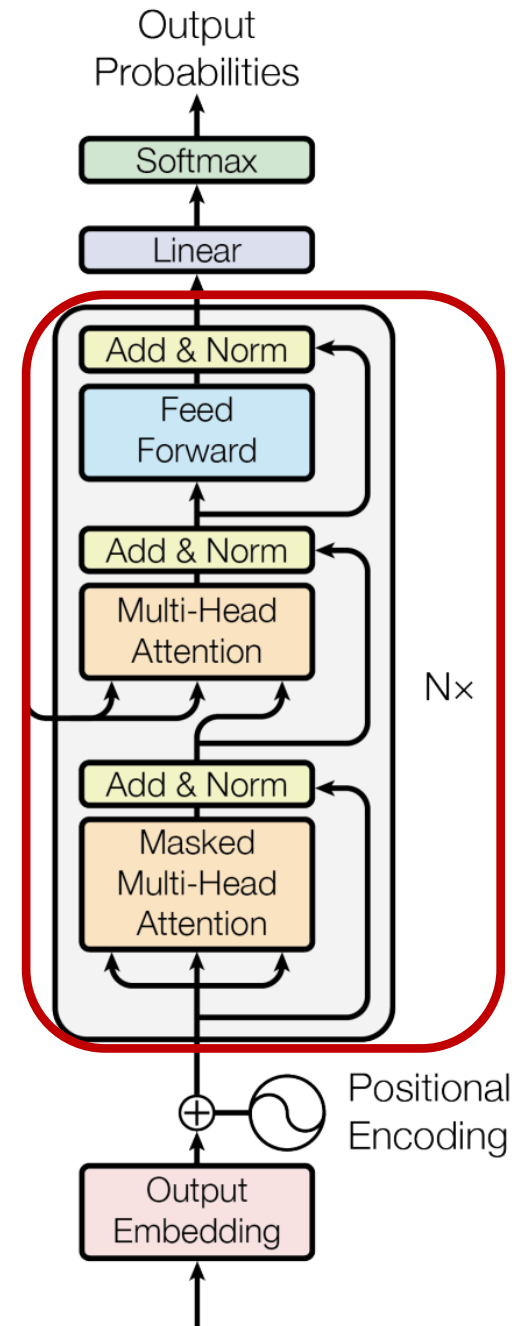 Output
Probabilities
Softmax
Linear
Add & Norm
Feed
Forward
Add & Norm
Multi-Head
Attention
N×
Add & Norm
Masked
Multi-Head
Attention
Positional
Encoding
Output
Embedding